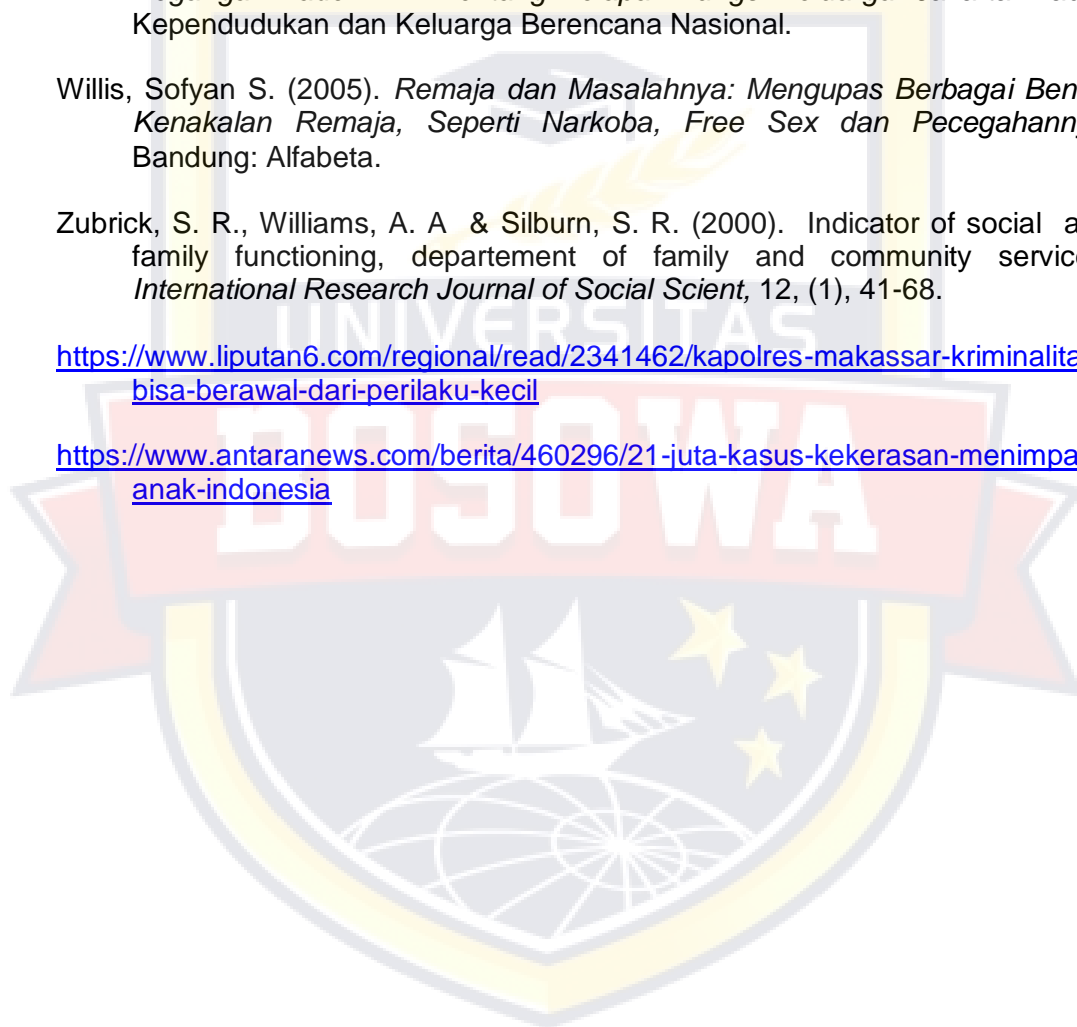 Kependudukan dan Keluarga Berencana Nasional.
Willis, Sofyan S. (2005). Remaja dan Masalahnya: Mengupas Berbagai Ben
Kenakalan Remaja, Seperti Narkoba, Free Sex dan Pecegahann
Bandung: Alfabeta.
Zubrick, S. R., Willliams, A. A & Silburn, S. R. (2000). Indicator of social a
family functioning, departement of family and community servic
International Research Journal of Social Scient, 12, (1), 41-68.
UNIVERSITAS
https://www.liputan6.com/regional/read/2341462/kapolres-makassar-kriminalita
bisa-berawal-dari-perilaku-kecil
BOSOWA
https://www.antaranews.com/berita/460296/21-juta-kasus-kekerasan-menimpa
anak-indonesia